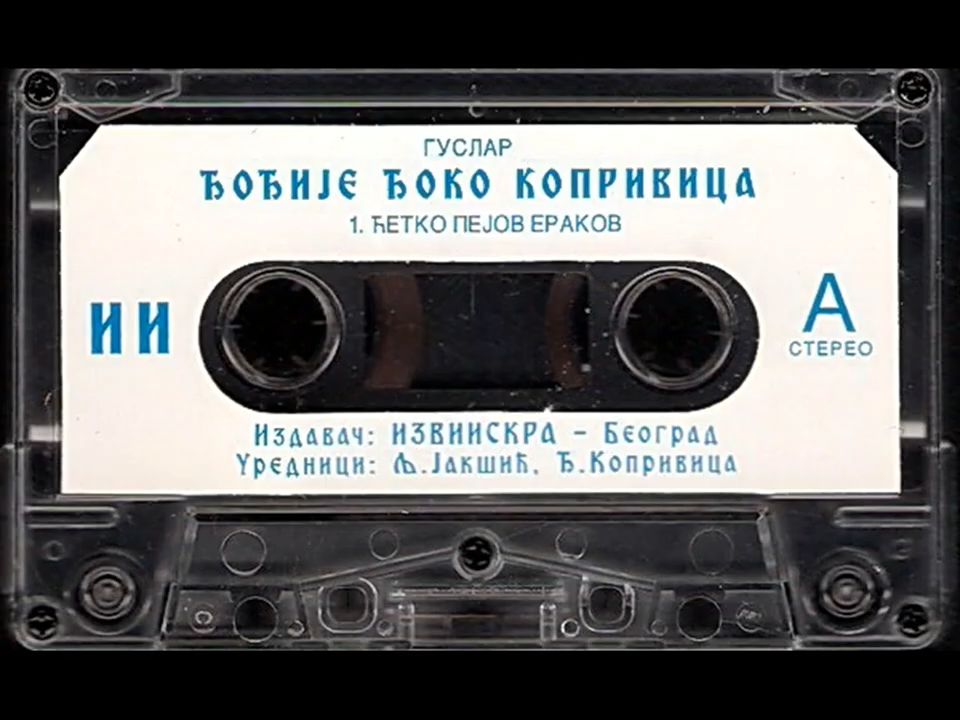 ГУСЛАР
ЂОЂИЈЕ ЂОКО КОПРИВИЦА
1. ЋЕТКО ПЕЈОВ ЕРАКОВ
ИИ
А
СТЕРЕО
Издавач: ИЗВИИСКРА – Београд
Уредници: Љ.Јакшић, Ђ.Копривица